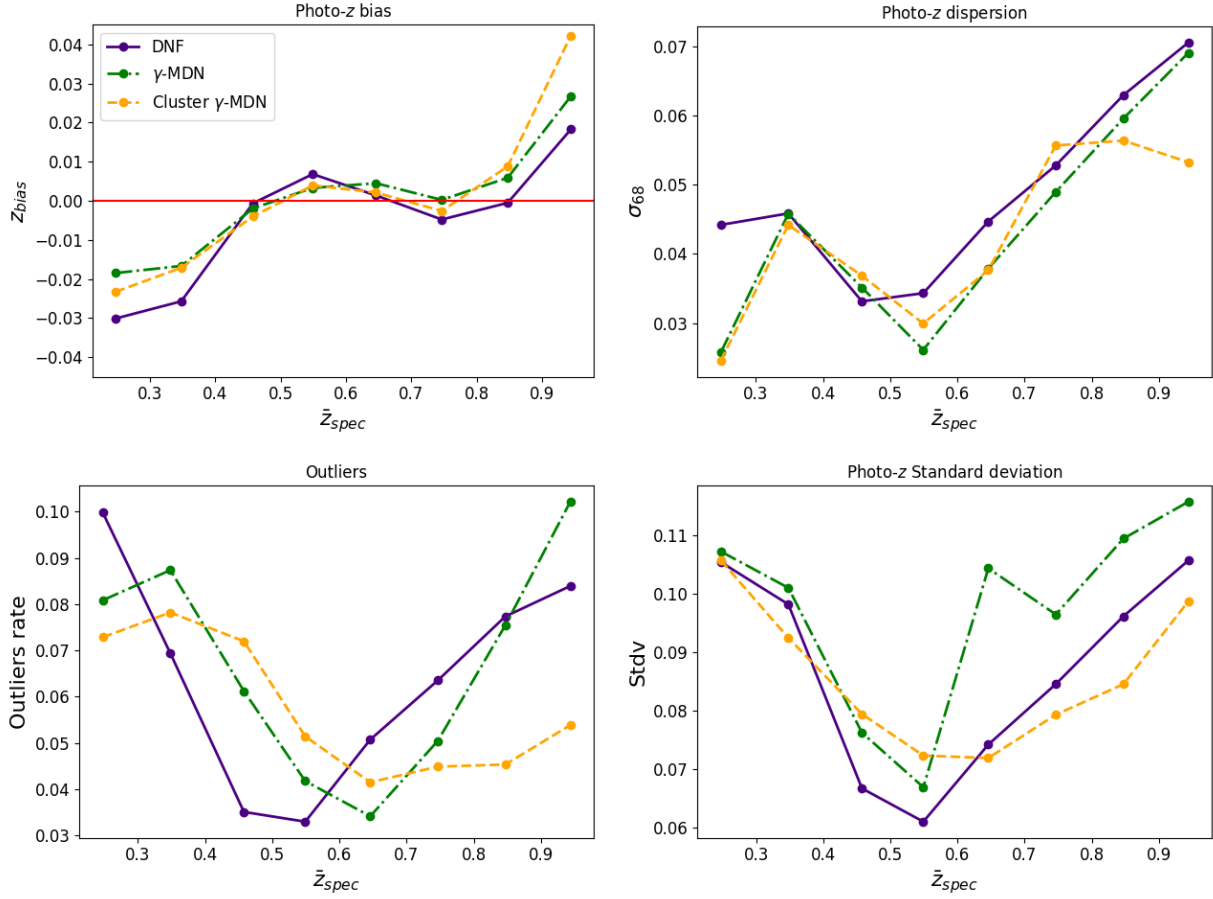 Photo-z bias
0.04
0.03
0.02
0.01
0.00
−0.01
−0.02
−0.03
−0.04
z_bias
DNF
γ-MDN
Cluster γ-MDN
0.3 0.4 0.5 0.6 0.7 0.8 0.9
z̄_spec
Photo-z dispersion
0.07
0.06
0.05
0.04
0.03
σ_68
0.3 0.4 0.5 0.6 0.7 0.8 0.9
z̄_spec
Outliers
0.10
0.09
0.08
0.07
0.06
0.05
0.04
0.03
Outliers rate
0.3 0.4 0.5 0.6 0.7 0.8 0.9
z̄_spec
Photo-z Standard deviation
0.11
0.10
0.09
0.08
0.07
0.06
Stdv
0.3 0.4 0.5 0.6 0.7 0.8 0.9
z̄_spec